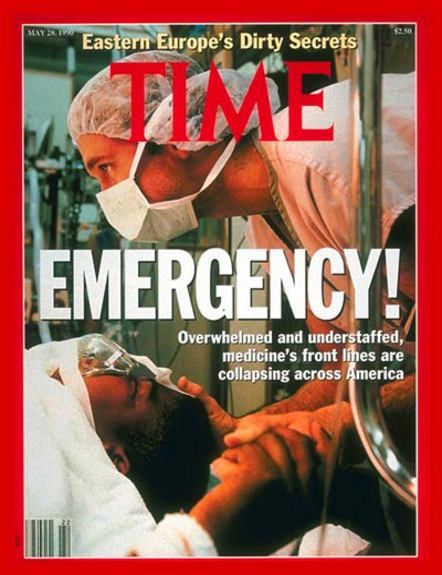 MAY 28, 1990
$2.50
Eastern Europe's Dirty Secrets
TIME
EMERGENCY!
Overwhelmed and understaffed,
medicine's front lines are
collapsing across America
22